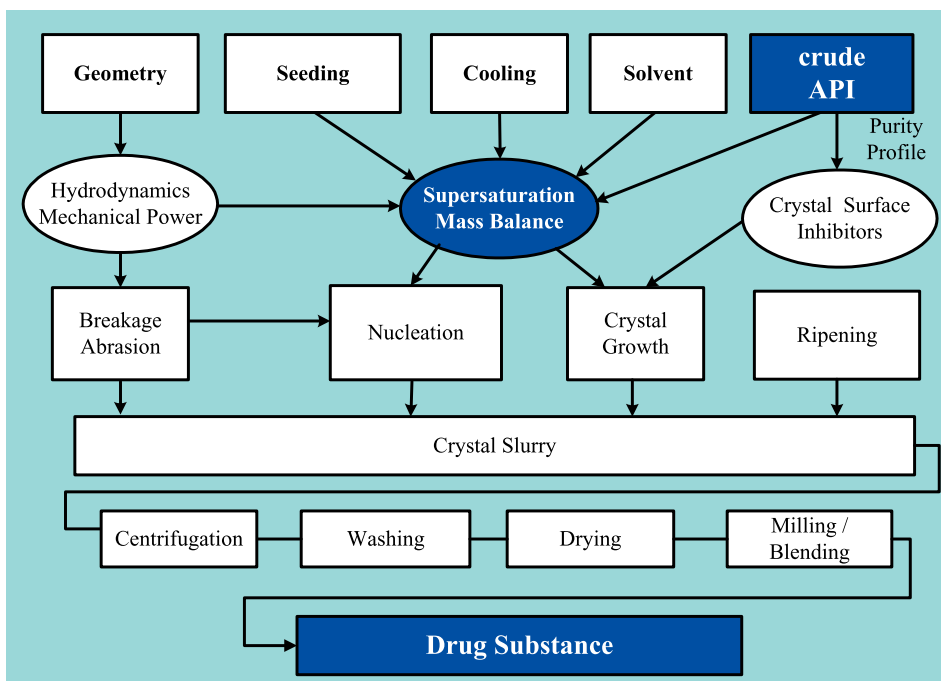 Geometry
Seeding
Cooling
Solvent
crude
API
Purity
Profile
Hydrodynamics
Mechanical Power
Supersaturation
Mass Balance
Crystal Surface
Inhibitors
Breakage
Abrasion
Nucleation
Crystal
Growth
Ripening
Crystal Slurry
Centrifugation
Washing
Drying
Milling /
Blending
Drug Substance